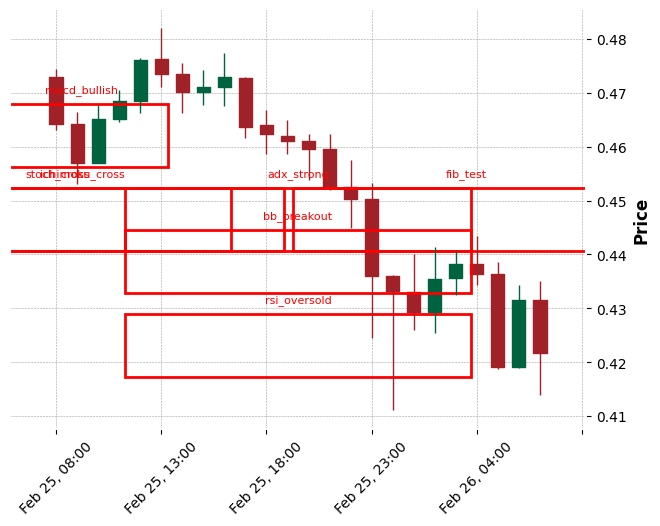 0.48
macd_bullish
0.47
0.46
adx_strong
fib_test
0.45
bb_breakout
0.44
rsi_oversold
0.43
0.42
0.41
Price
Feb 25, 08:00
Feb 25, 13:00
Feb 25, 18:00
Feb 25, 23:00
Feb 26, 04:00